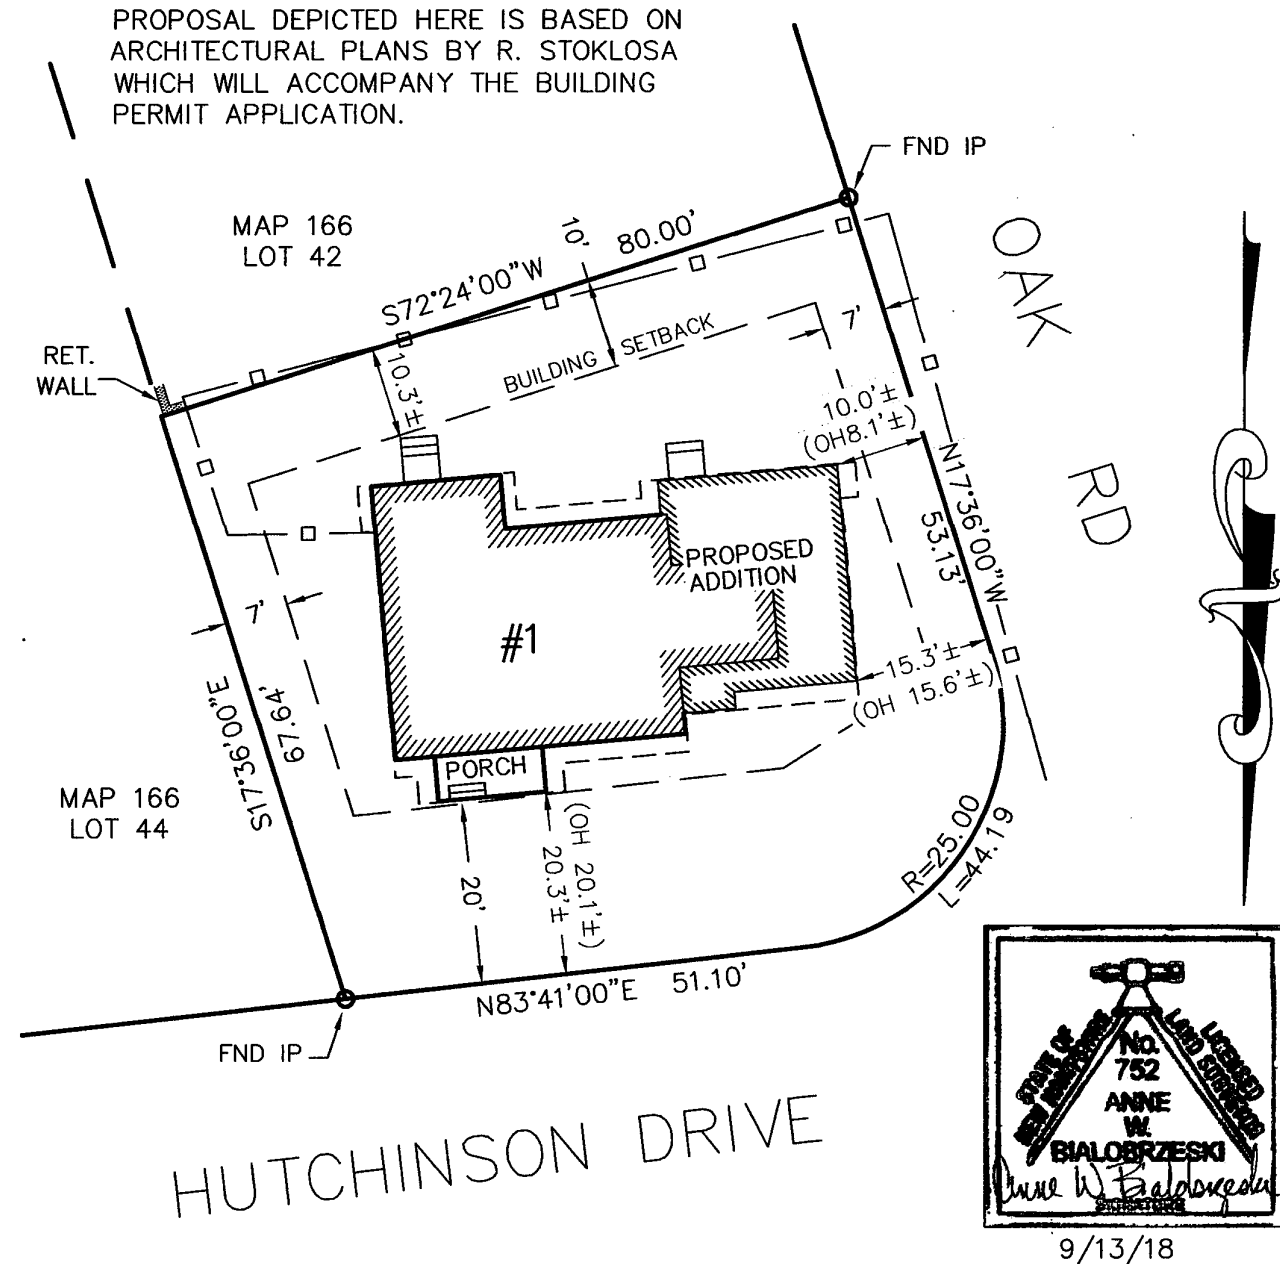 PROPOSAL DEPICTED HERE IS BASED ON
ARCHITECTURAL PLANS BY R. STOKLOSA
WHICH WILL ACCOMPANY THE BUILDING
PERMIT APPLICATION.
FND IP
MAP 166
LOT 42
10'
80.00'
S72°24'00"W
OAK
RD
RET.
WALL
10.3'±
BUILDING SETBACK
7'
10.0'±
(OH8.1'±)
N17°36'00"W
53.13'
PROPOSED
ADDITION
#1
7'
15.3'±
(OH 15.6'±)
S17°36'00"E
67.64'
PORCH
MAP 166
LOT 44
20'
20.3'±
(OH 20.1'±)
R=25.00
L=44.19
N83°41'00"E 51.10'
FND IP
HUTCHINSON DRIVE
STATE OF
NEW HAMPSHIRE
LICENSED
LAND SURVEYOR
No.
752
ANNE
W.
BIALOBRZESKI
Anne W. Bialobrzeski
SIGNATURE
9/13/18